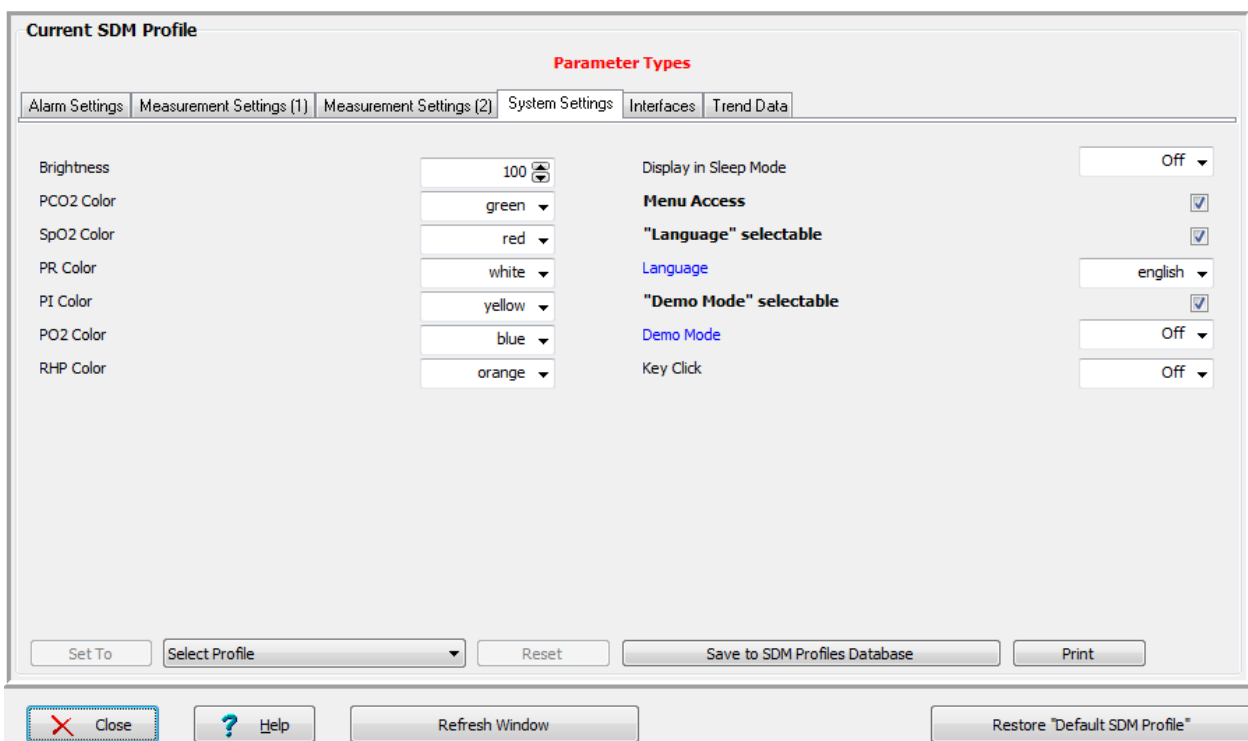 Current SDM Profile
Parameter Types
Alarm Settings Measurement Settings (1) Measurement Settings (2) System Settings Interfaces Trend Data
Brightness 100 Display in Sleep Mode Off
PCO2 Color green Menu Access
SpO2 Color red "Language" selectable
PR Color white Language english
PI Color yellow "Demo Mode" selectable
PO2 Color blue Demo Mode Off
RHP Color orange Key Click Off
Set To Select Profile Reset Save to SDM Profiles Database Print
Close ? Help Refresh Window Restore "Default SDM Profile"